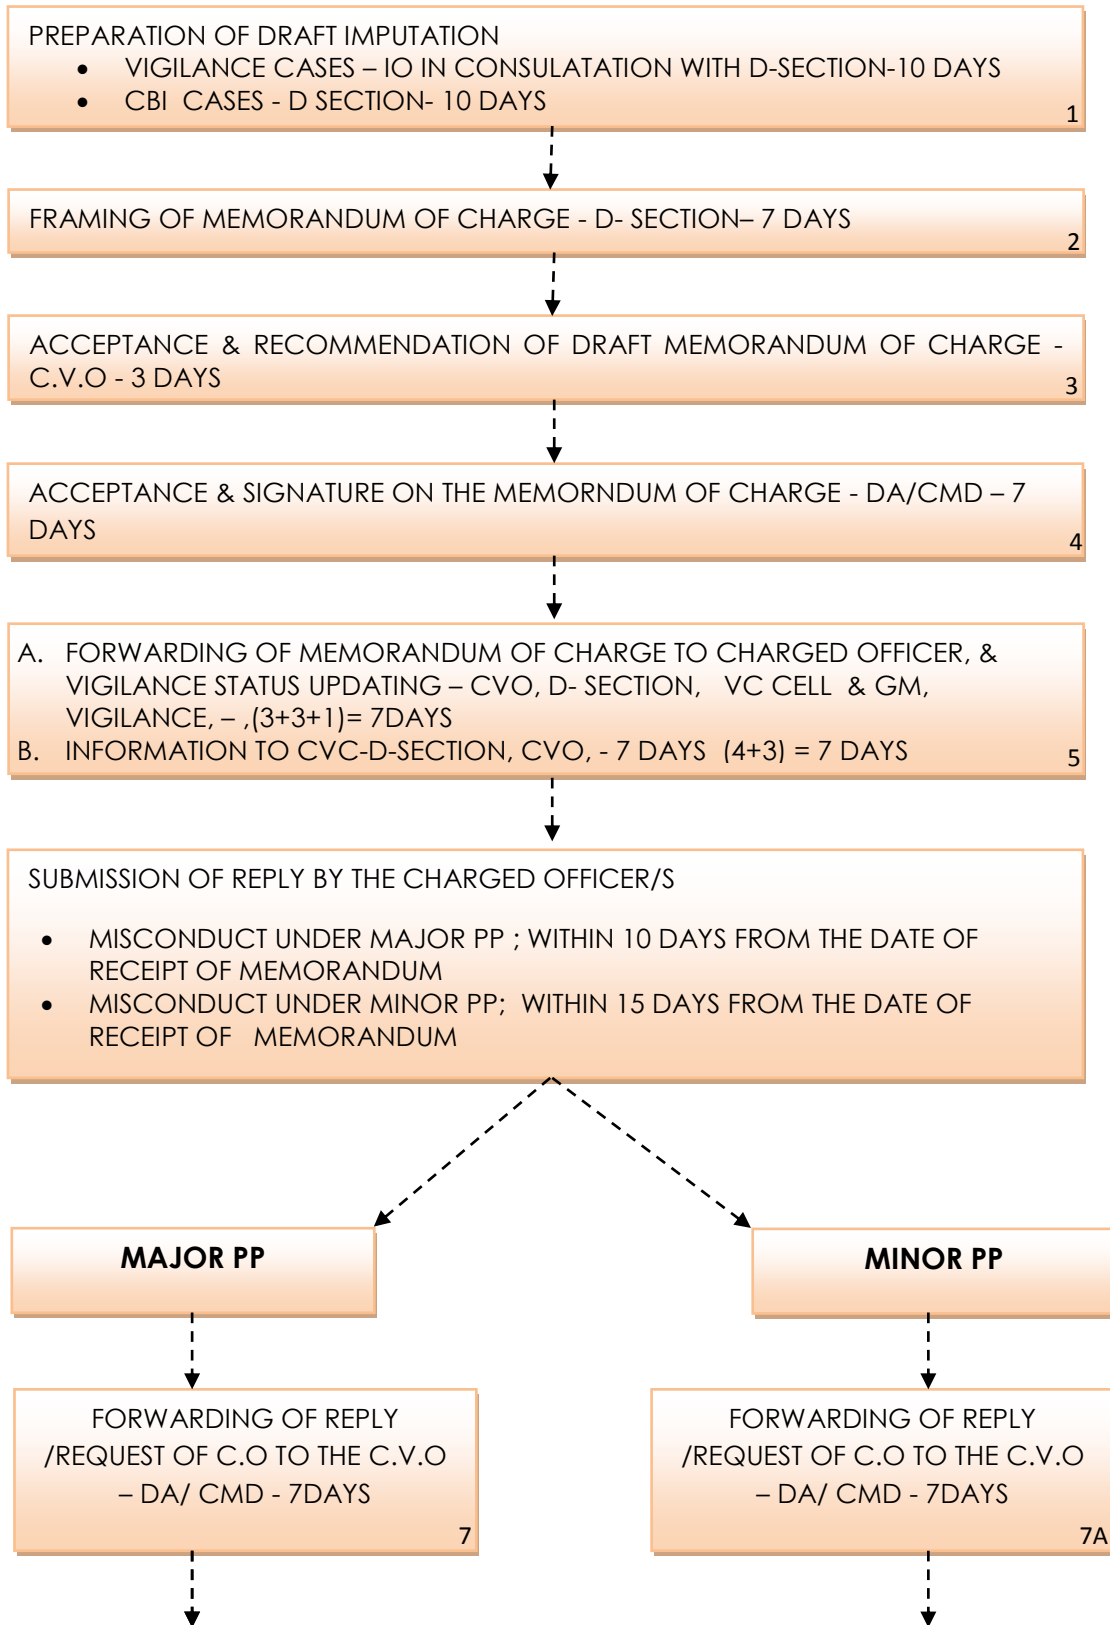 PREPARATION OF DRAFT IMPUTATION
• VIGILANCE CASES – IO IN CONSULATATION WITH D-SECTION-10 DAYS
• CBI CASES - D SECTION- 10 DAYS
1
FRAMING OF MEMORANDUM OF CHARGE - D- SECTION– 7 DAYS
2
ACCEPTANCE & RECOMMENDATION OF DRAFT MEMORANDUM OF CHARGE -
C.V.O - 3 DAYS
3
ACCEPTANCE & SIGNATURE ON THE MEMORNDUM OF CHARGE - DA/CMD – 7
DAYS
4
A. FORWARDING OF MEMORANDUM OF CHARGE TO CHARGED OFFICER, &
VIGILANCE STATUS UPDATING – CVO, D- SECTION, VC CELL & GM,
VIGILANCE, – ,(3+3+1)= 7DAYS
B. INFORMATION TO CVC-D-SECTION, CVO, - 7 DAYS (4+3) = 7 DAYS
5
SUBMISSION OF REPLY BY THE CHARGED OFFICER/S
• MISCONDUCT UNDER MAJOR PP ; WITHIN 10 DAYS FROM THE DATE OF
RECEIPT OF MEMORANDUM
• MISCONDUCT UNDER MINOR PP; WITHIN 15 DAYS FROM THE DATE OF
RECEIPT OF MEMORANDUM
MAJOR PP
MINOR PP
FORWARDING OF REPLY
/REQUEST OF C.O TO THE C.V.O
– DA/ CMD - 7DAYS
7
FORWARDING OF REPLY
/REQUEST OF C.O TO THE C.V.O
– DA/ CMD - 7DAYS
7A